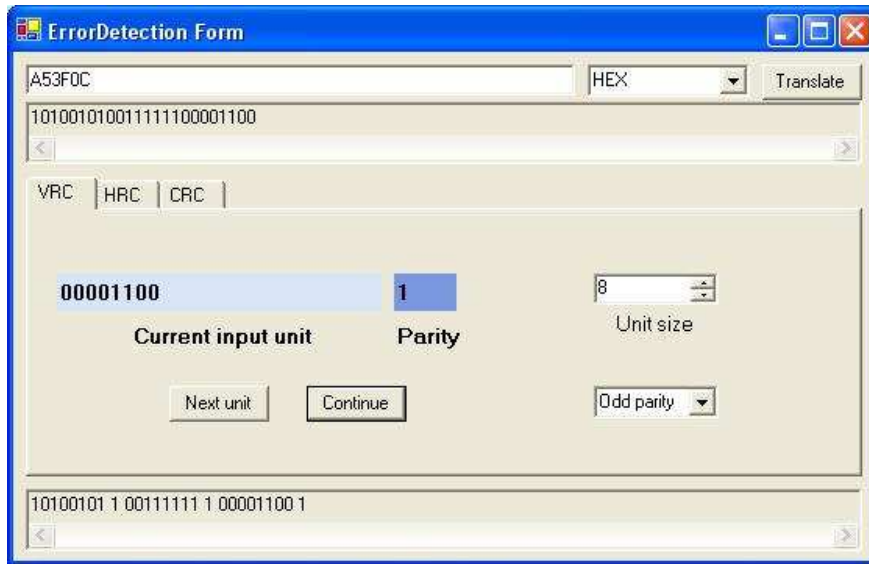 ErrorDetection Form
A53F0C HEX Translate
101001010011111100001100
VRC HRC CRC
00001100 1 8
Current input unit Parity Unit size
Next unit Continue Odd parity
10100101 1 00111111 1 00001100 1